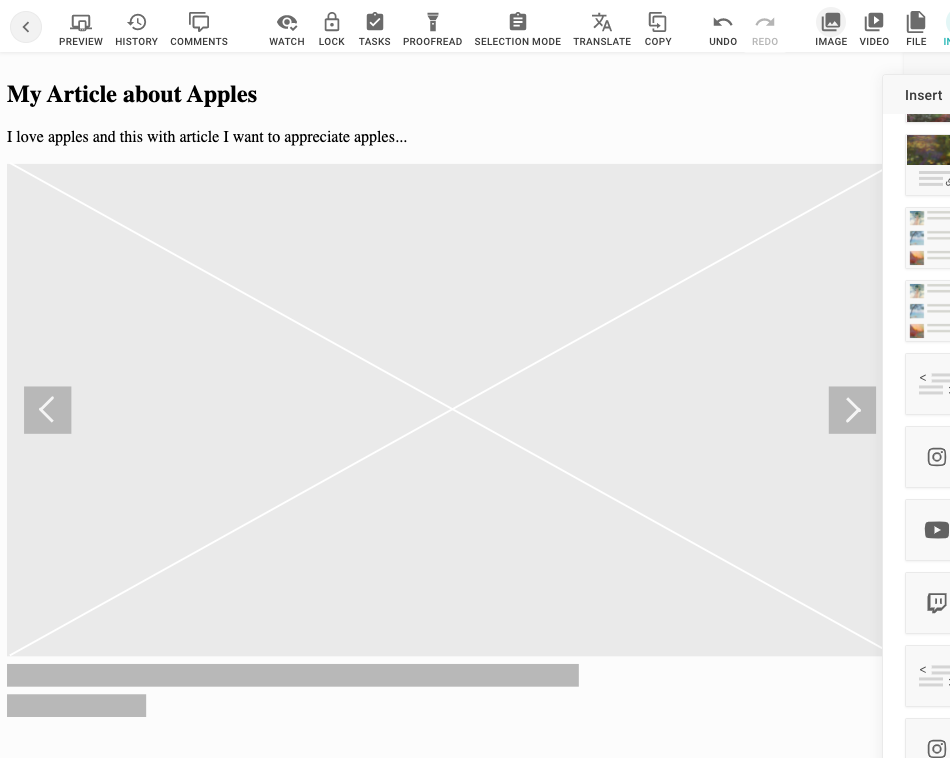 PREVIEW
HISTORY
COMMENTS
WATCH
LOCK
TASKS
PROOFREAD
SELECTION MODE
TRANSLATE
COPY
UNDO
REDO
IMAGE
VIDEO
FILE
My Article about Apples
I love apples and this with article I want to appreciate apples...
Insert